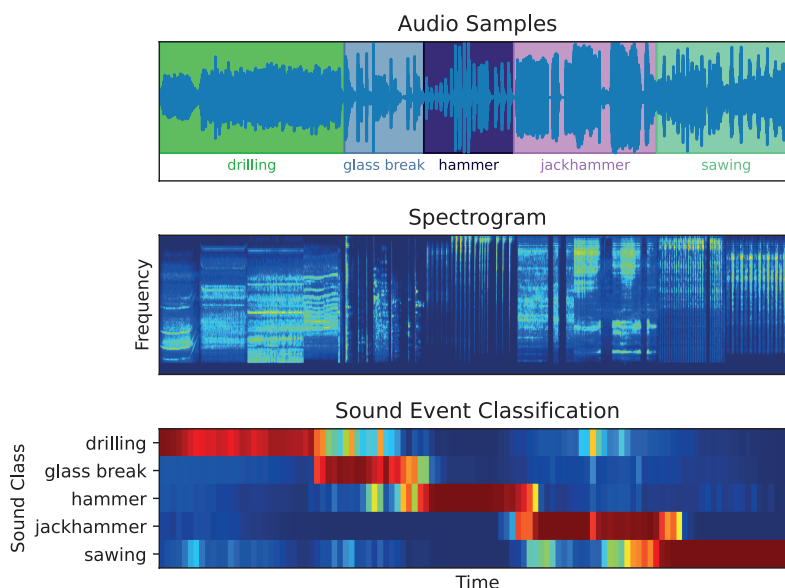 Audio Samples
drilling glass break hammer jackhammer sawing
Spectrogram
Frequency
Sound Event Classification
Sound Class
drilling
glass break
hammer
jackhammer
sawing
Time